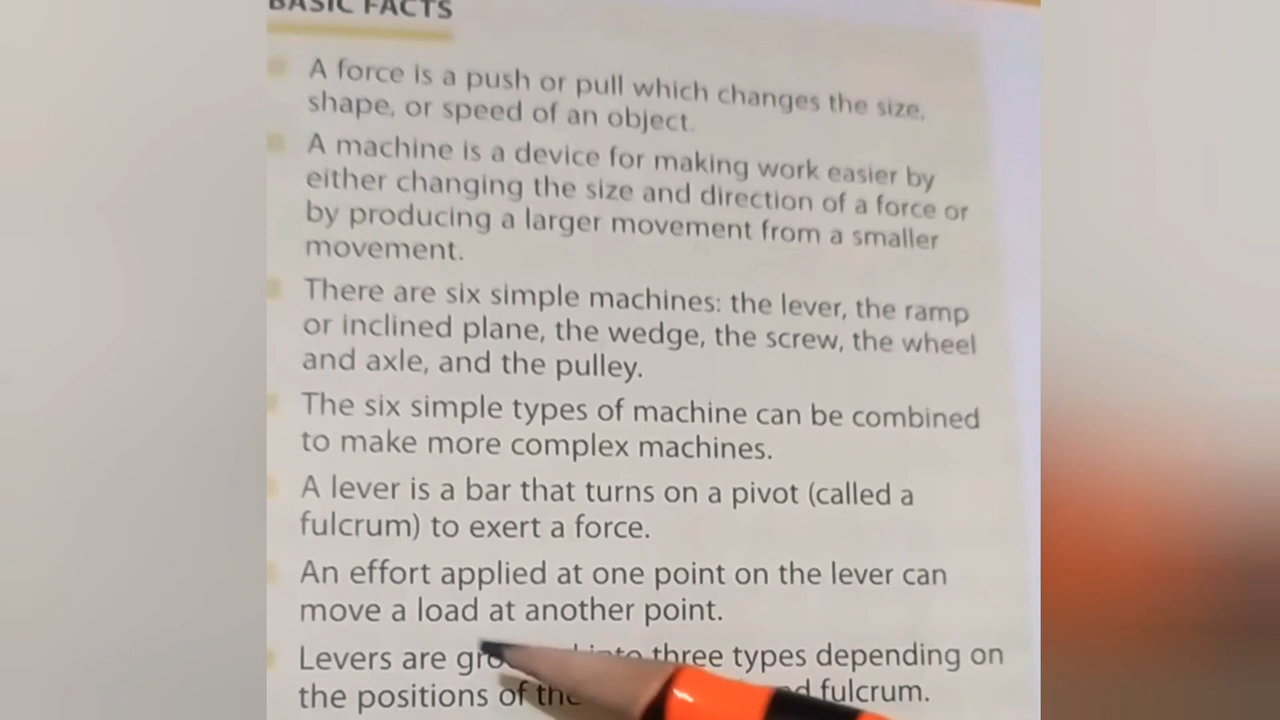 BASIC FACTS
A force is a push or pull which changes the size,
shape, or speed of an object.
A machine is a device for making work easier by
either changing the size and direction of a force or
by producing a larger movement from a smaller
movement.
There are six simple machines: the lever, the ramp
or inclined plane, the wedge, the screw, the wheel
and axle, and the pulley.
The six simple types of machine can be combined
to make more complex machines.
A lever is a bar that turns on a pivot (called a
fulcrum) to exert a force.
An effort applied at one point on the lever can
move a load at another point.
Levers are into three types depending on
the positions of the fulcrum.